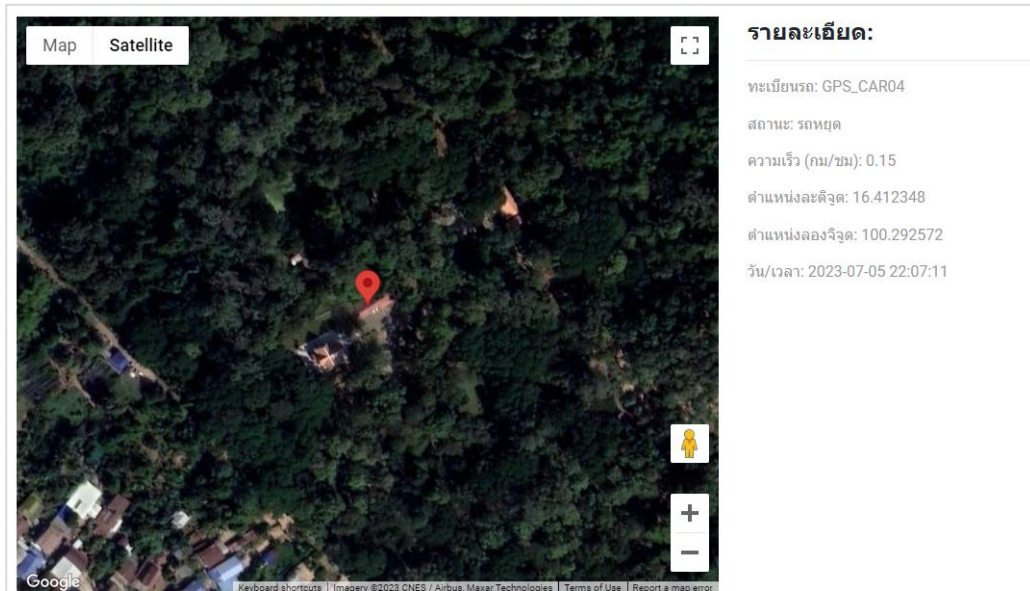 Map Satellite
รายละเอียด:
ทะเบียนรถ: GPS_CAR04
สถานะ: รถหยุด
ความเร็ว (กม/ชม): 0.15
ตำแหน่งละติจูด: 16.412348
ตำแหน่งลองจิจูด: 100.292572
วัน/เวลา: 2023-07-05 22:07:11
Google
Keyboard shortcuts Imagery ©2023 CNES / Airbus, Maxar Technologies Terms of Use Report a map error